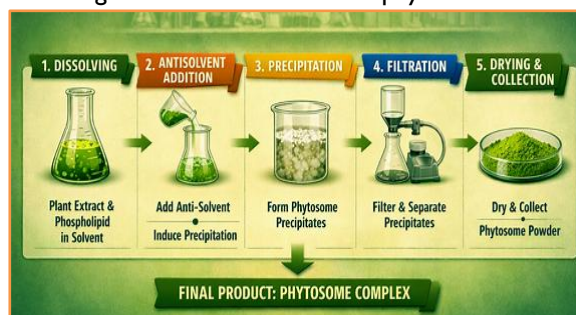 1. DISSOLVING
Plant Extract &
Phospholipid
in Solvent
2. ANTISOLVENT
ADDITION
Add Anti-Solvent
•
Induce Precipitation
3. PRECIPITATION
Form Phytosome
Precipitates
4. FILTRATION
Filter & Separate
Precipitates
5. DRYING &
COLLECTION
Dry & Collect
•
Phytosome Powder
FINAL PRODUCT: PHYTOSOME COMPLEX